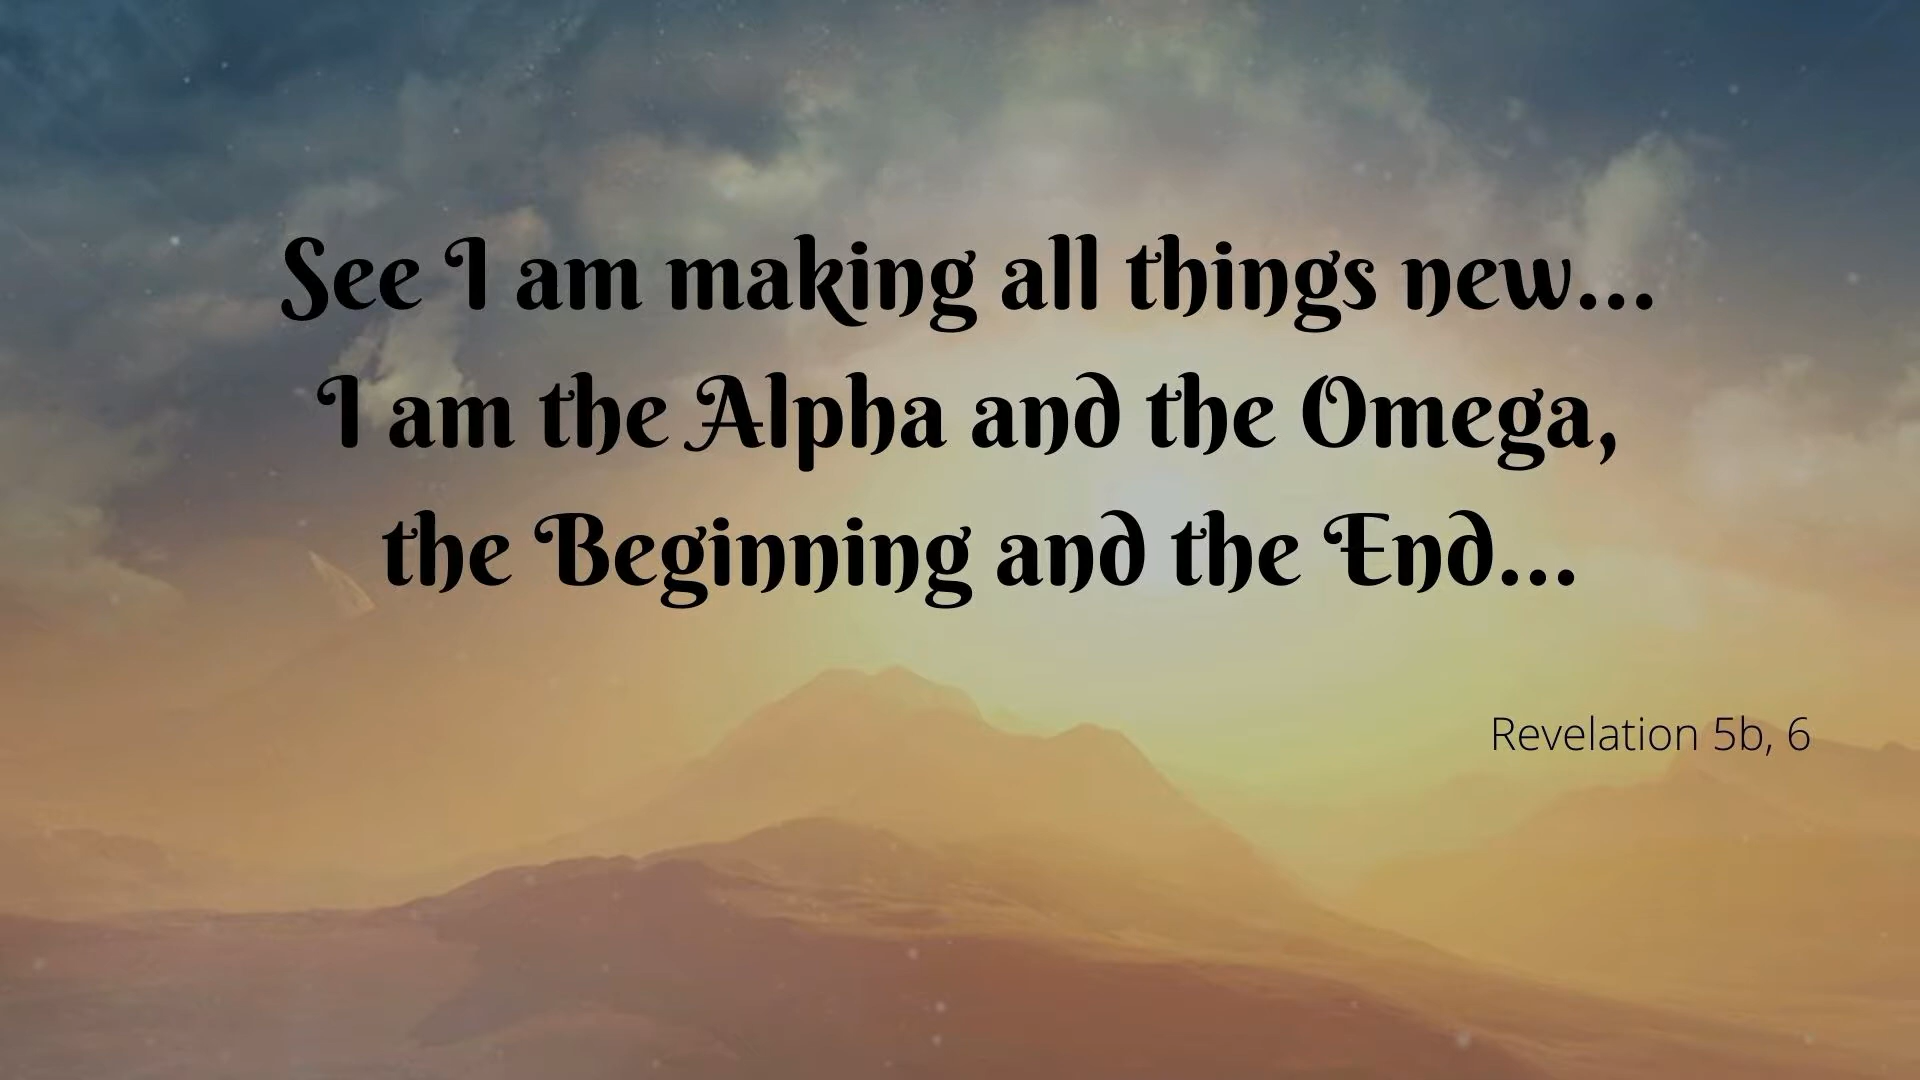 See I am making all things new...
I am the Alpha and the Omega,
the Beginning and the End...
Revelation 5b, 6